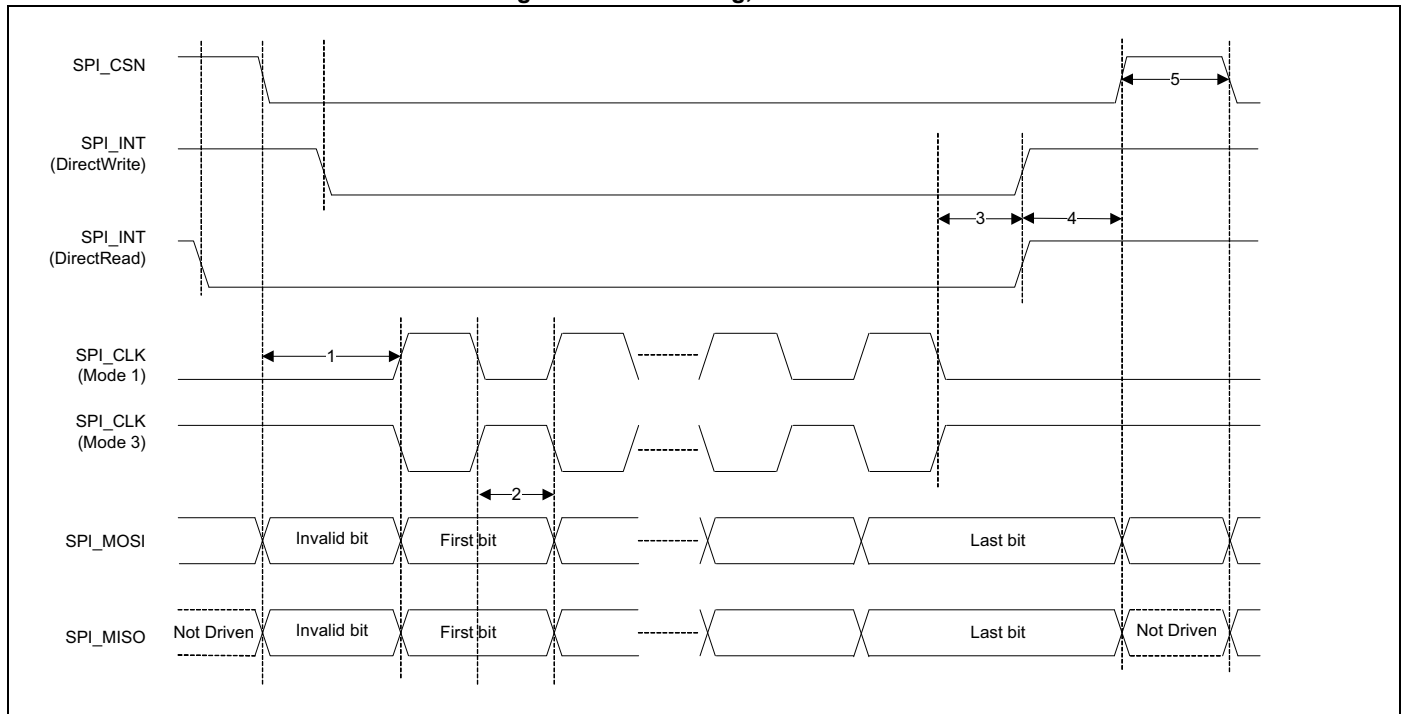 SPI_CSN
5
SPI_INT
(DirectWrite)
3
4
SPI_INT
(DirectRead)
SPI_CLK
(Mode 1)
1
SPI_CLK
(Mode 3)
2
SPI_MOSI
Invalid bit
First bit
Last bit
SPI_MISO
Not Driven
Invalid bit
First bit
Last bit
Not Driven